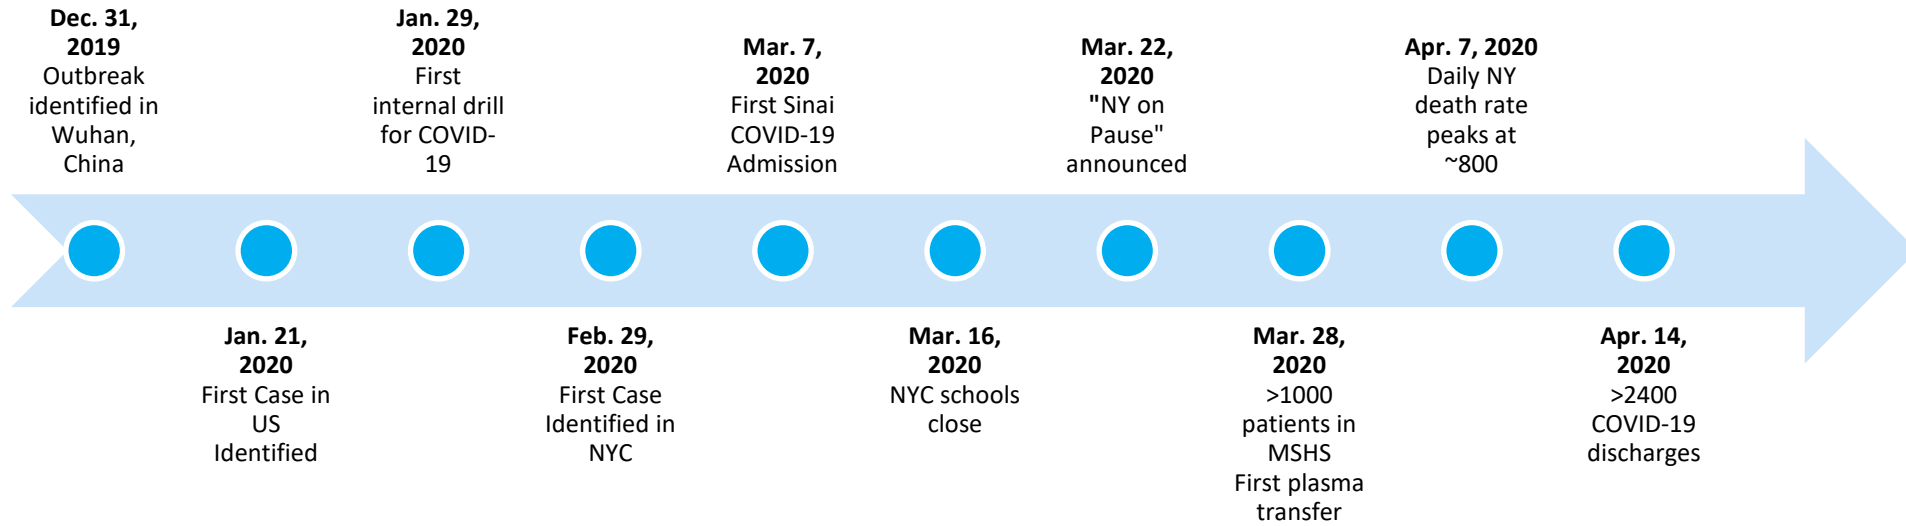 Dec. 31,
2019
Outbreak
identified in
Wuhan,
China
Jan. 21,
2020
First Case in
US
Identified
Jan. 29,
2020
First
internal drill
for COVID-
19
Feb. 29,
2020
First Case
Identified in
NYC
Mar. 7,
2020
First Sinai
COVID-19
Admission
Mar. 16,
2020
NYC schools
close
Mar. 22,
2020
"NY on
Pause"
announced
Mar. 28,
2020
>1000
patients in
MSHS
First plasma
transfer
Apr. 7, 2020
Daily NY
death rate
peaks at
~800
Apr. 14,
2020
>2400
COVID-19
discharges